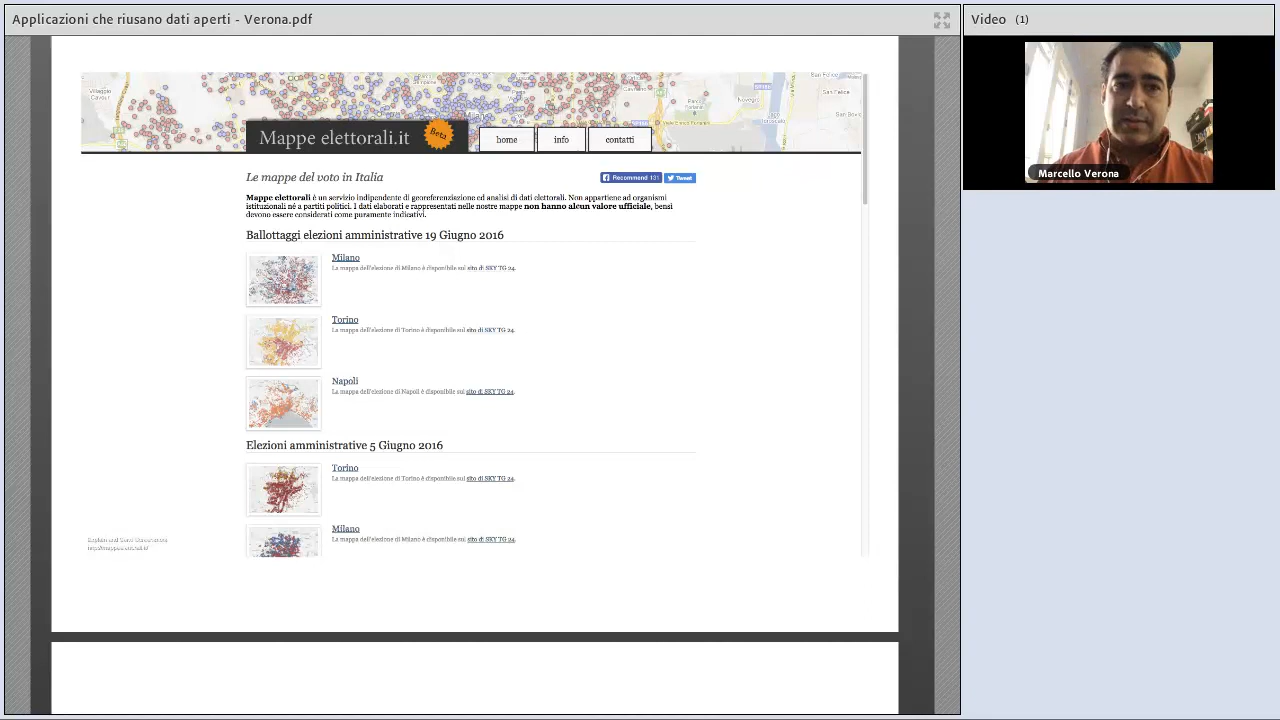 Applicazioni che riusano dati aperti - Verona.pdf
Video (1)
Marcello Verona
Mappe elettorali.it
Beta
home
info
contatti
Le mappe del voto in Italia
Recommend 131
Tweet
Mappe elettorali è un servizio indipendente di georeferenziazione ed analisi di dati elettorali. Non appartiene ad organismi
istituzionali né a partiti politici. I dati elaborati e rappresentati nelle nostre mappe non hanno alcun valore ufficiale, bensì
devono essere considerati come puramente indicativi.
Ballottaggi elezioni amministrative 19 Giugno 2016
Milano
La mappa dell'elezione di Milano è disponibile sul sito di SKY TG 24.
Torino
La mappa dell'elezione di Torino è disponibile sul sito di SKY TG 24.
Napoli
La mappa dell'elezione di Napoli è disponibile sul sito di SKY TG 24.
Elezioni amministrative 5 Giugno 2016
Torino
La mappa dell'elezione di Torino è disponibile sul sito di SKY TG 24.
Milano
La mappa dell'elezione di Milano è disponibile sul sito di SKY TG 24.